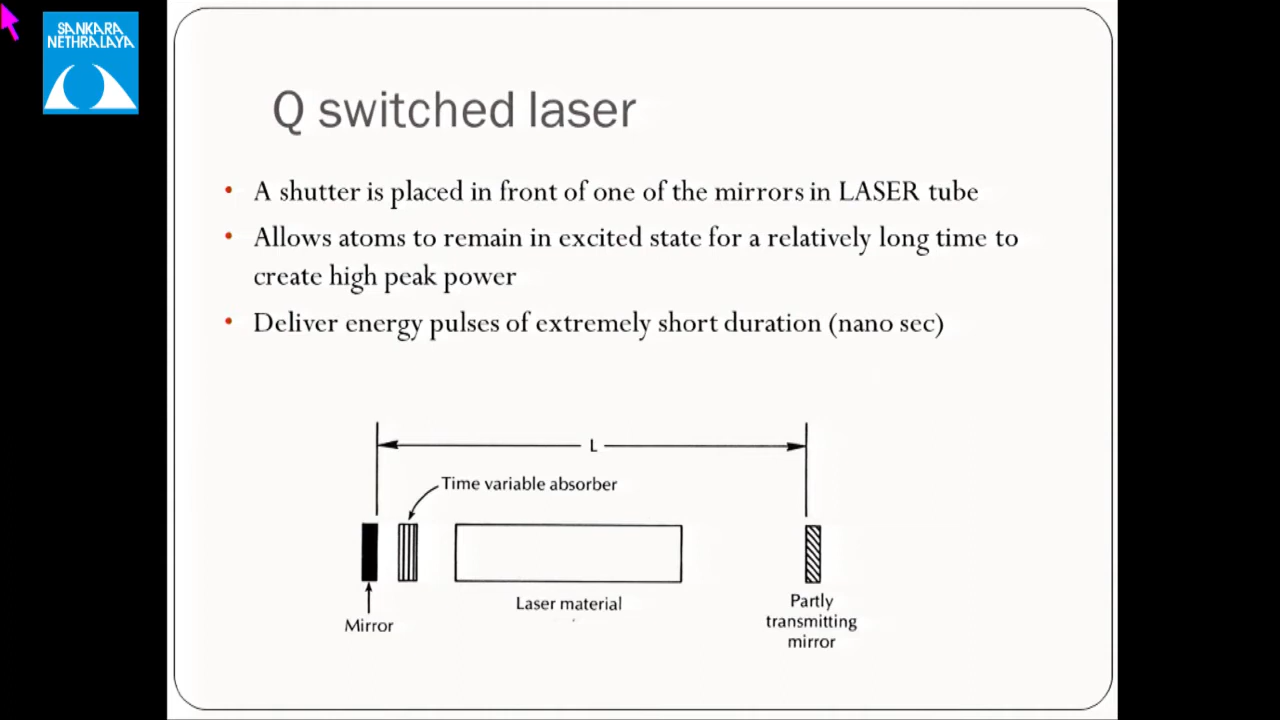 SANKARA
NETHRALAYA
Q switched laser
• A shutter is placed in front of one of the mirrors in LASER tube
• Allows atoms to remain in excited state for a relatively long time to
create high peak power
• Deliver energy pulses of extremely short duration (nano sec)
L
Time variable absorber
Laser material
Mirror
Partly
transmitting
mirror